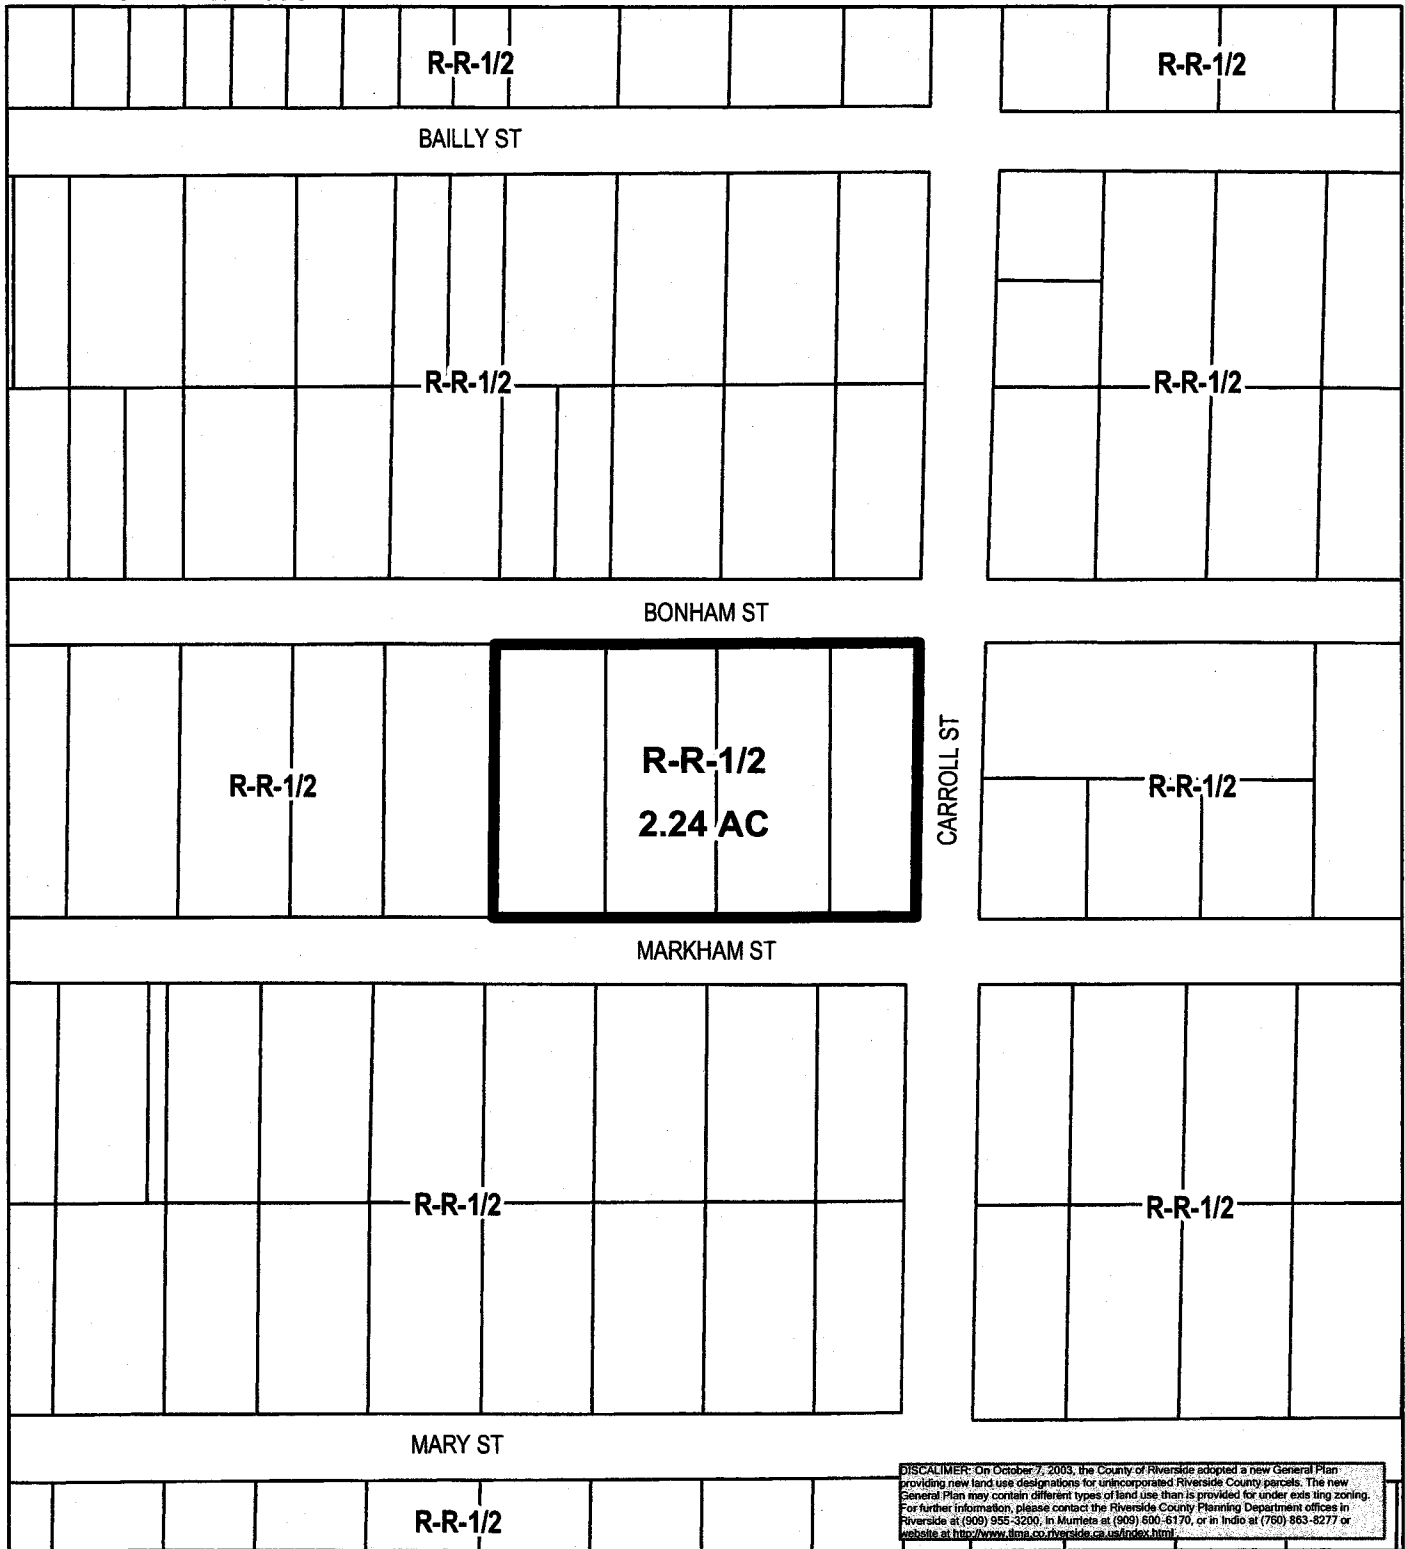 R-R-1/2
R-R-1/2
BAILLY ST
R-R-1/2
R-R-1/2
BONHAM ST
R-R-1/2
R-R-1/2
2.24 AC
CARROLL ST
R-R-1/2
MARKHAM ST
R-R-1/2
R-R-1/2
MARY ST
R-R-1/2
DISCALIMER: On October 7, 2003, the County of Riverside adopted a new General Plan
providing new land use designations for unincorporated Riverside County parcels. The new
General Plan may contain different types of land use than is provided for under exis ting zoning.
For further information, please contact the Riverside County Planning Department offices in
Riverside at (909) 955-3200, in Murrieta at (909) 600-6170, or in Indio at (760) 863-8277 or
website at http://www.tlma.co.riverside.ca.us/index.html.